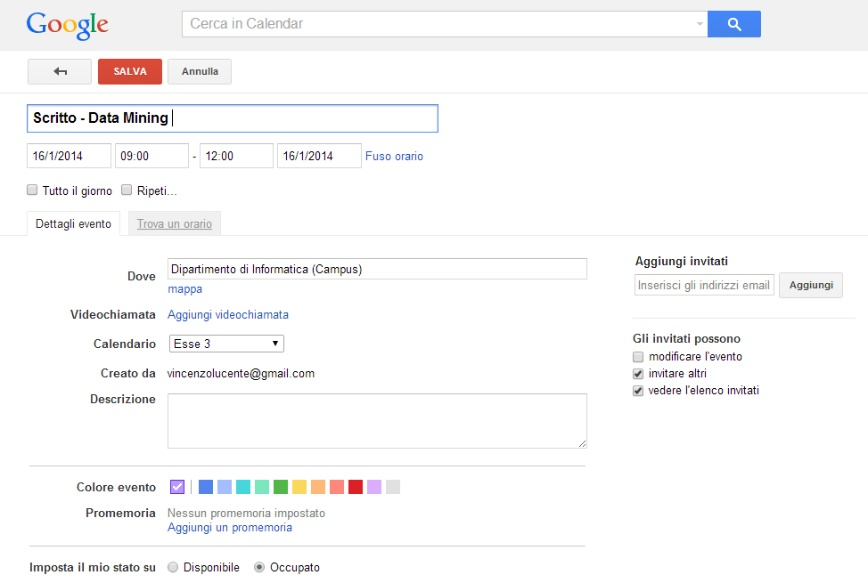 Google
Cerca in Calendar
SALVA Annulla
Scritto - Data Mining
16/1/2014 09:00 - 12:00 16/1/2014 Fuso orario
Tutto il giorno Ripeti...
Dettagli evento Trova un orario
Dove Dipartimento di Informatica (Campus)
mappa
Videochiamata Aggiungi videochiamata
Calendario Esse 3
Creato da vincenzolucente@gmail.com
Descrizione
Colore evento
Promemoria Nessun promemoria impostato
Aggiungi un promemoria
Imposta il mio stato su Disponibile Occupato
Aggiungi invitati
Inserisci gli indirizzi email Aggiungi
Gli invitati possono
modificare l'evento
invitare altri
vedere l'elenco invitati